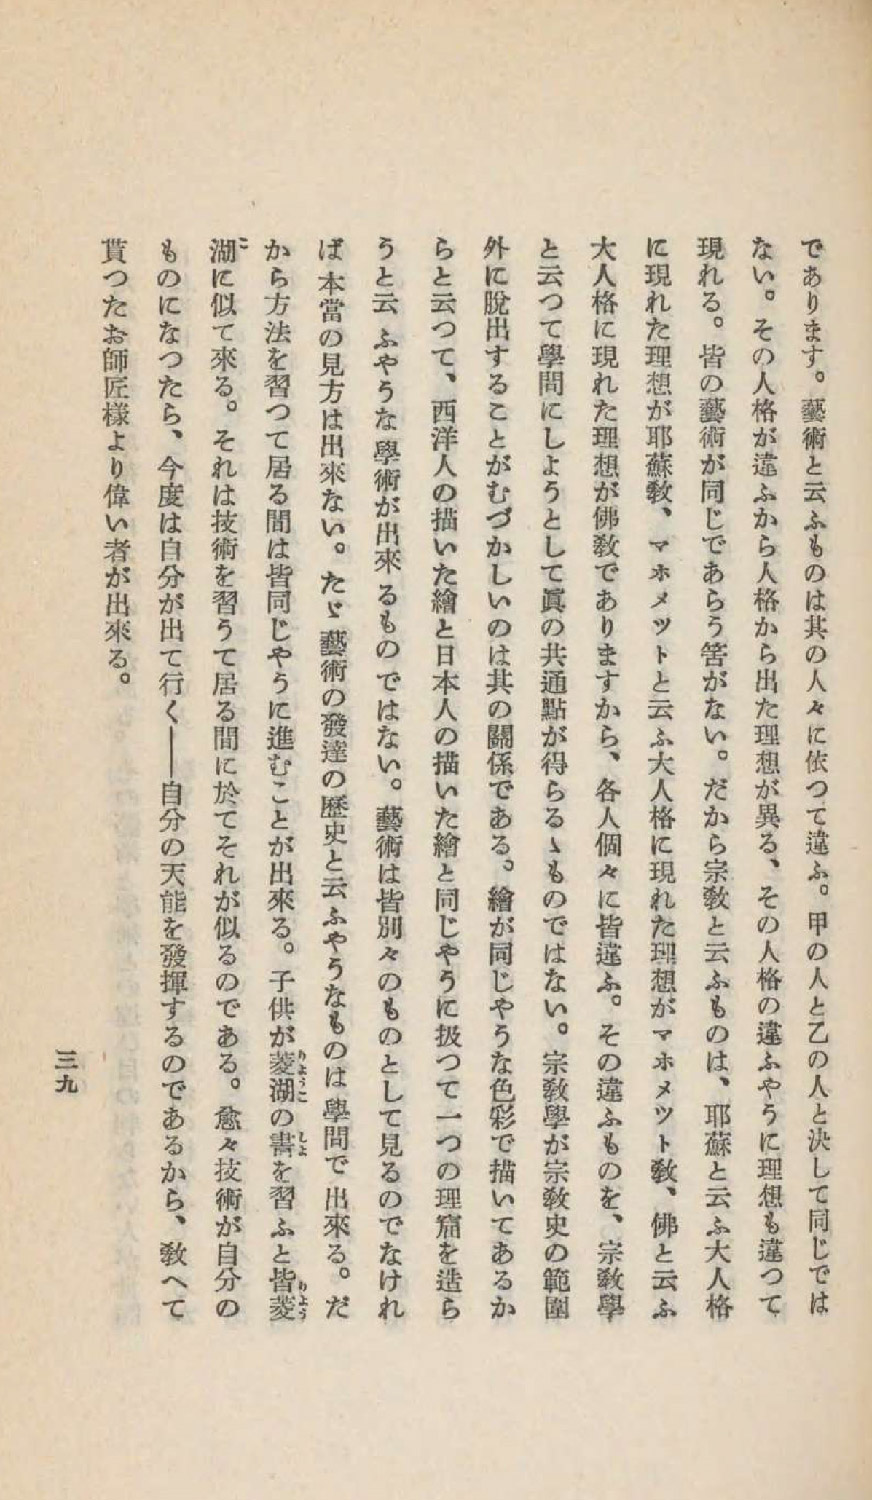 であります。藝術と云ふものは其の人々に依つて違ふ。甲の人と乙の人と決して同じでは
ない。その人格が違ふから人格から出た理想が異る、その人格の違ふやうに理想も違つて
現れる。皆の藝術が同じであらう筈がない。だから宗敎と云ふものは、耶蘇と云ふ大人格
に現れた理想が耶蘇敎、マホメツトと云ふ大人格に現れた理想がマホメツト敎、佛と云ふ
大人格に現れた理想が佛敎でありますから、各人個々に皆違ふ。その違ふものを、宗敎學
と云つて學問にしようとして眞の共通點が得らるゝものではない。宗敎學が宗敎史の範圍
外に脫出することがむづかしいのは其の關係である。繪が同じやうな色彩で描いてあるか
らと云つて、西洋人の描いた繪と日本人の描いた繪と同じやうに扱つて一つの理窟を造ら
うと云ふやうな學術が出來るものではない。藝術は皆別々のものとして見るのでなけれ
ば本當の見方は出來ない。たゞ藝術の發達の歷史と云ふやうなものは學問で出來る。だ
から方法を習つて居る間は皆同じやうに進むことが出來る。子供が菱湖の書を習ふと皆菱
湖に似て來る。それは技術を習うて居る間に於てそれが似るのである。愈々技術が自分の
ものになつたら、今度は自分が出て行く――自分の天能を發揮するのであるから、敎へて
貰つたお師匠樣より偉い者が出來る。
三九